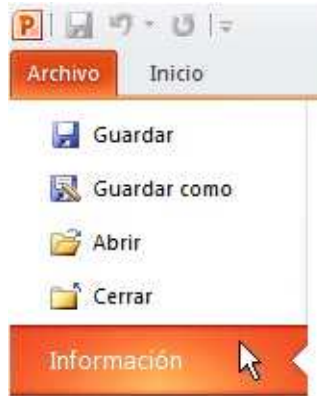 P
Archivo Inicio
Guardar
Guardar como
Abrir
Cerrar
Información